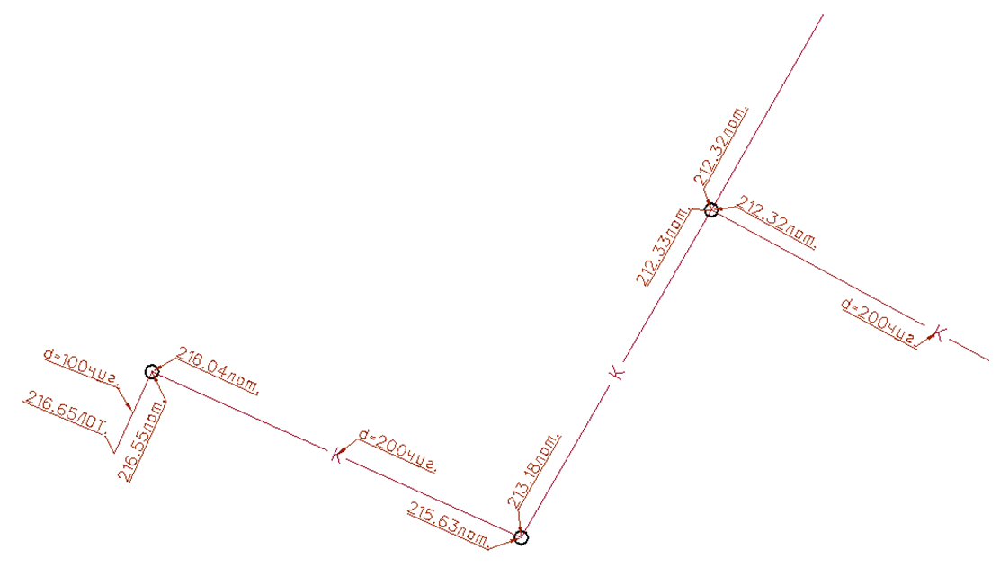 212.32лот.
212.32лот.
212.33лот.
d=200чуг.
К
К
216.04лот.
d=100чуг.
216.65ЛОТ.
216.55лот.
d=200чуг.
К
213.18лот.
215.63лот.